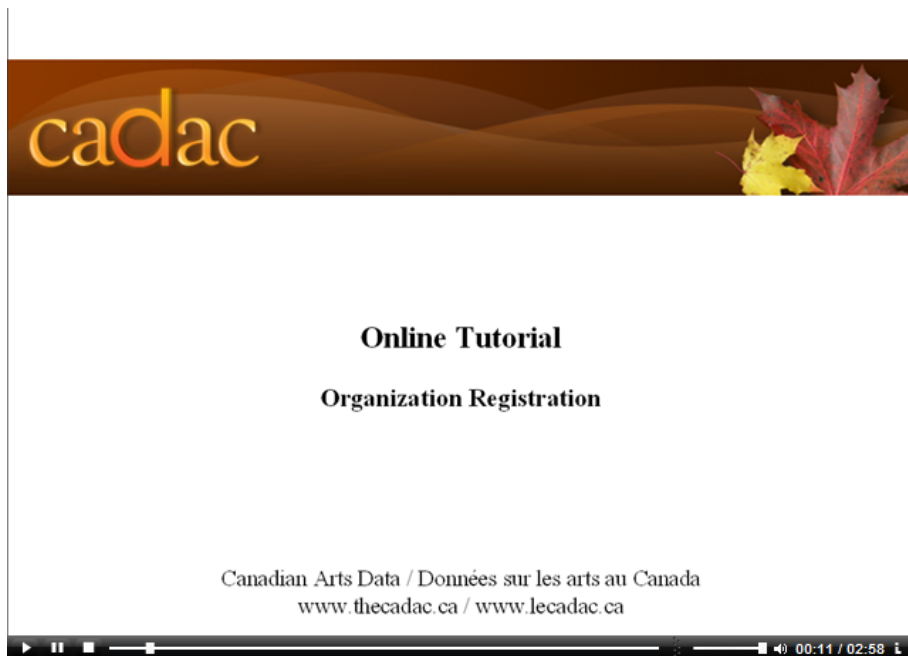 cadac
Online Tutorial
Organization Registration
Canadian Arts Data / Données sur les arts au Canada
www.thecadac.ca / www.lecadac.ca
00:11 / 02:58 i